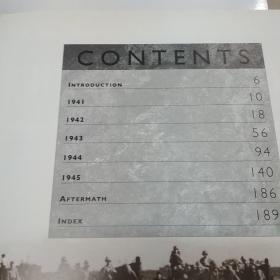 CONTENTS
INTRODUCTION 6
1941 10
1942 18
1943 56
1944 94
1945 140
AFTERMATH 186
INDEX 189